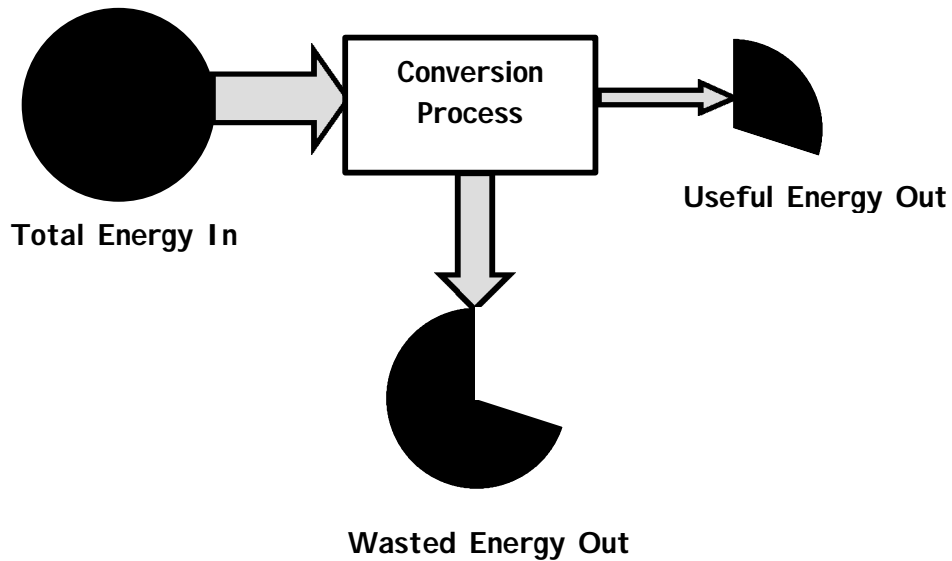 Conversion
Process
Useful Energy Out
Total Energy In
Wasted Energy Out